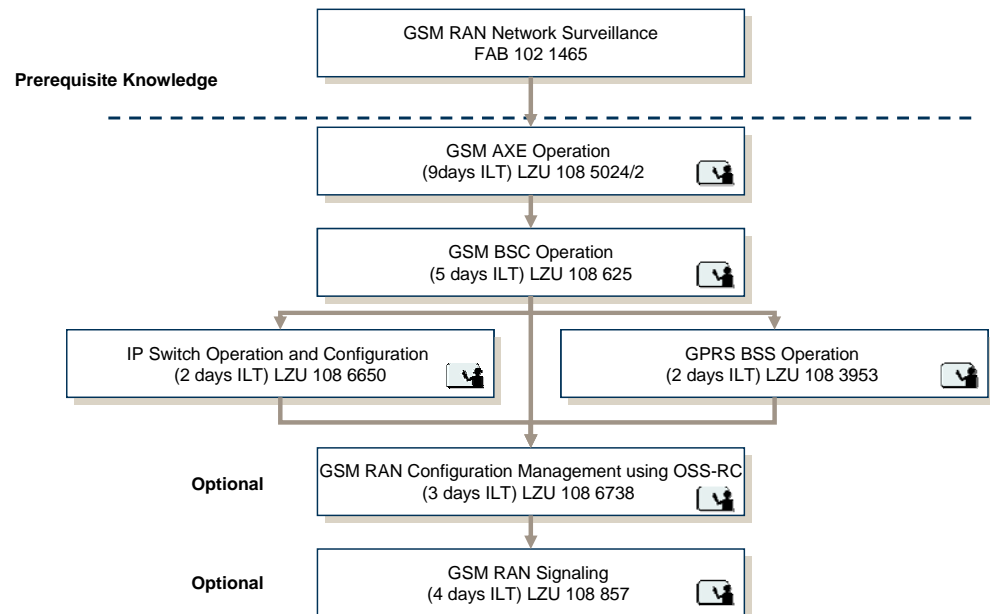 GSM RAN Network Surveillance
FAB 102 1465
Prerequisite Knowledge
GSM AXE Operation
(9days ILT) LZU 108 5024/2
GSM BSC Operation
(5 days ILT) LZU 108 625
IP Switch Operation and Configuration
(2 days ILT) LZU 108 6650
GPRS BSS Operation
(2 days ILT) LZU 108 3953
Optional
GSM RAN Configuration Management using OSS-RC
(3 days ILT) LZU 108 6738
Optional
GSM RAN Signaling
(4 days ILT) LZU 108 857